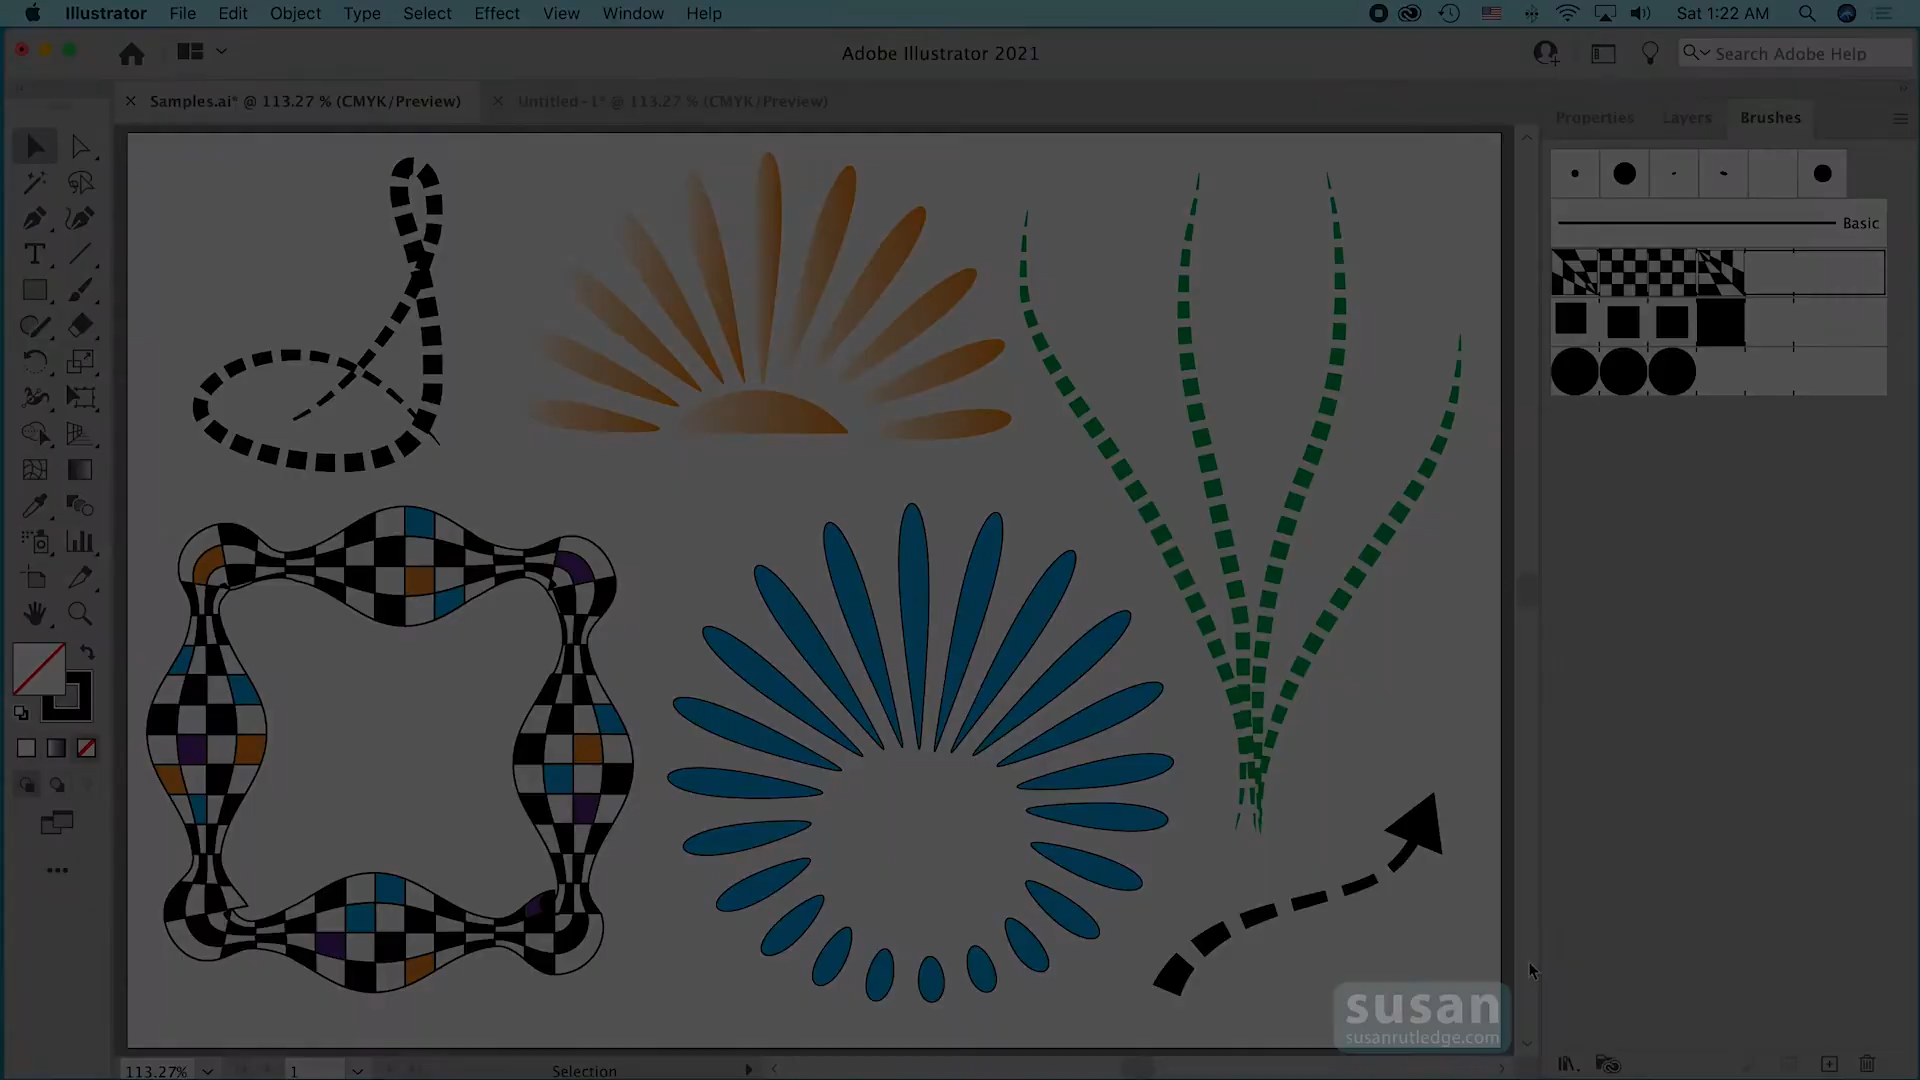 Illustrator File Edit Object Type Select Effect View Window Help Sat 1:22 AM
Adobe Illustrator 2021 Search Adobe Help
Samples.ai* @ 113.27 % (CMYK/Preview) Untitled-1* @ 113.27 % (CMYK/Preview)
Properties Layers Brushes
Basic
susan
susanrutledge.com
113.27% 1 Selection